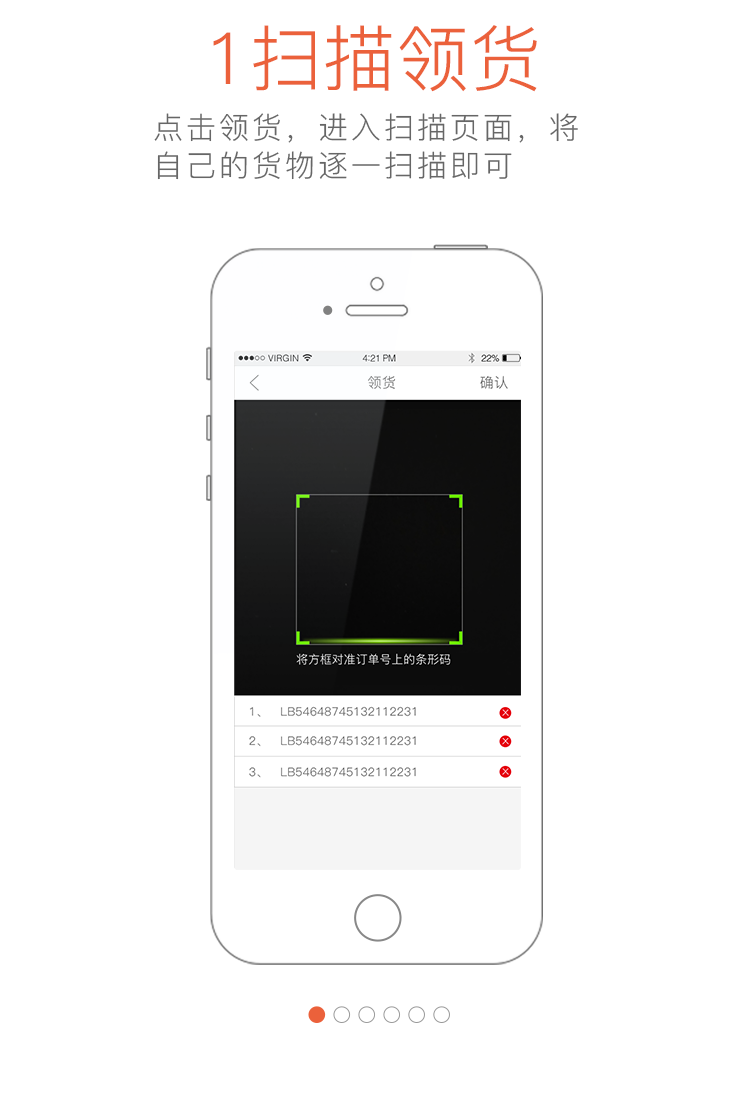 1扫描领货
点击领货，进入扫描页面，将
自己的货物逐一扫描即可
VIRGIN 4:21 PM 22%
领货 确认
将方框对准订单号上的条形码
1、 LB54648745132112231
2、 LB54648745132112231
3、 LB54648745132112231